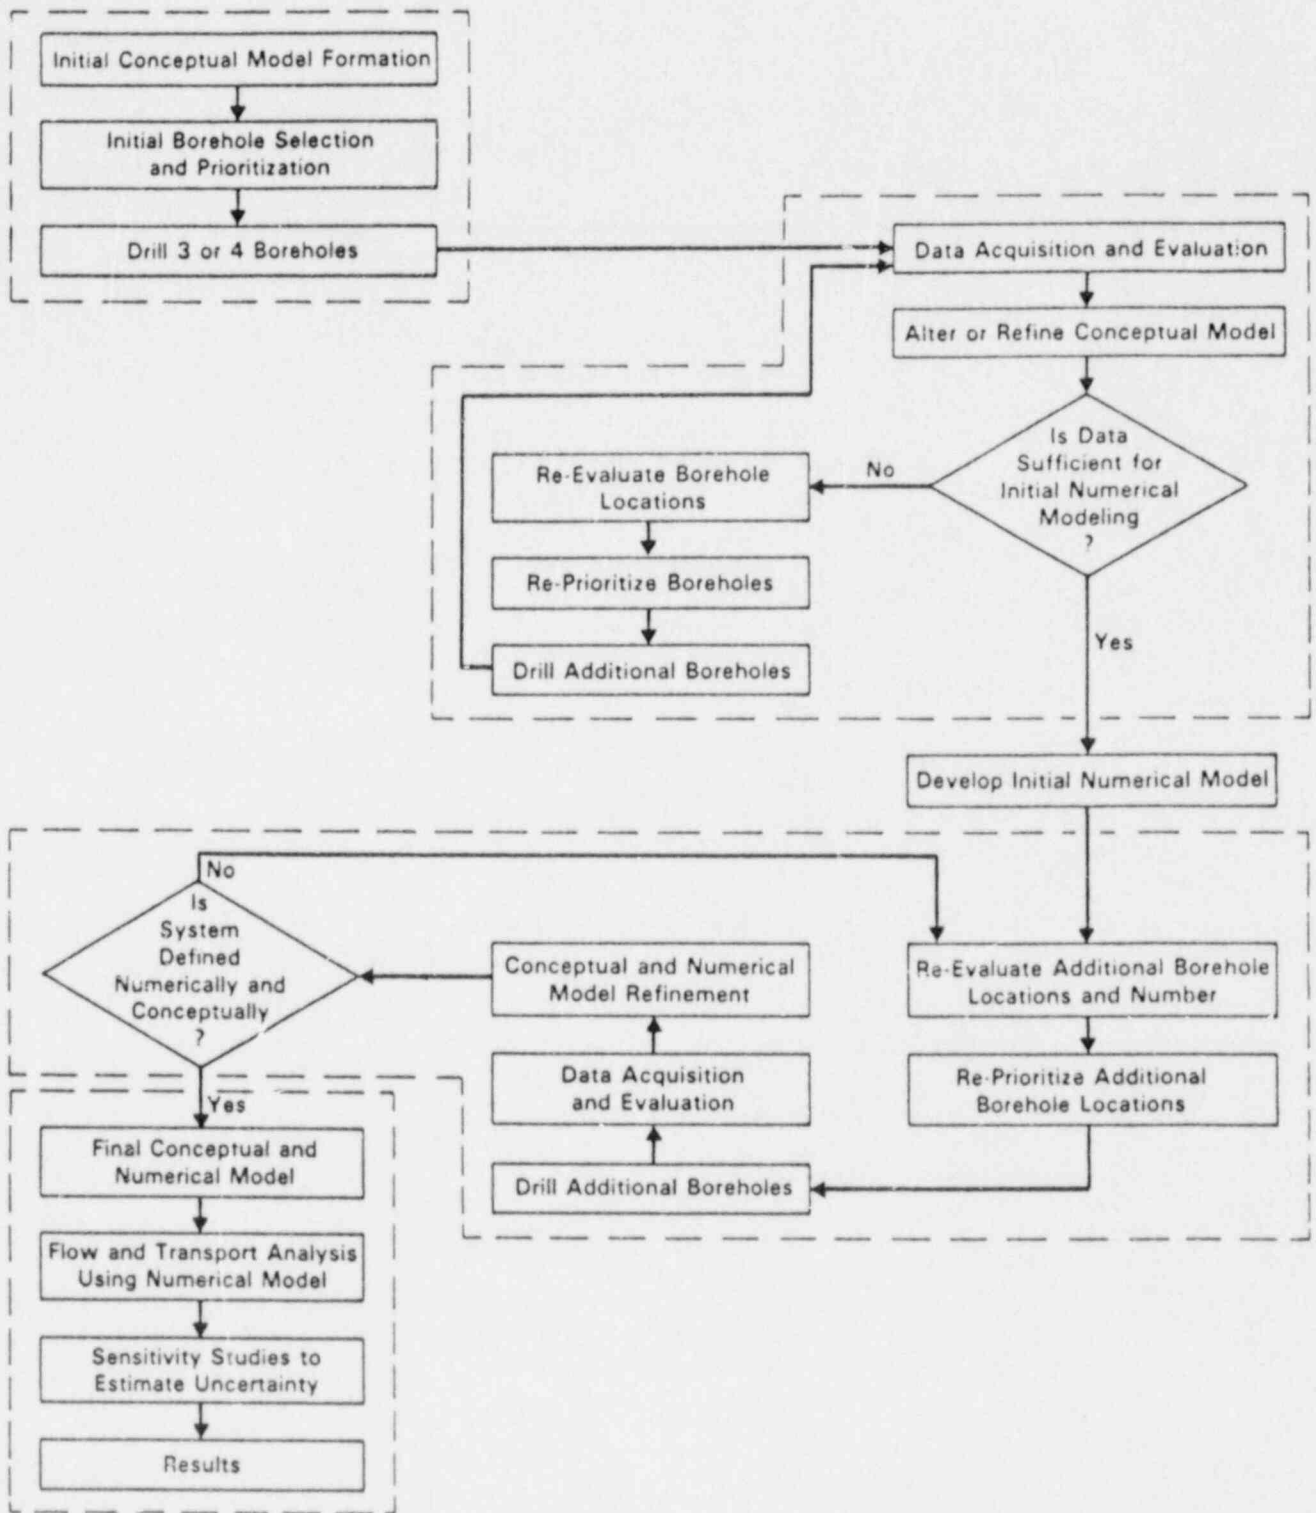 Initial Conceptual Model Formation
Initial Borehole Selection
and Prioritization
Drill 3 or 4 Boreholes
Data Acquisition and Evaluation
Alter or Refine Conceptual Model
Is Data
Sufficient for
Initial Numerical
Modeling
?
No
Re-Evaluate Borehole
Locations
Re-Prioritize Boreholes
Drill Additional Boreholes
Yes
Develop Initial Numerical Model
No
Is
System
Defined
Numerically and
Conceptually
?
Conceptual and Numerical
Model Refinement
Re-Evaluate Additional Borehole
Locations and Number
Data Acquisition
and Evaluation
Re-Prioritize Additional
Borehole Locations
Drill Additional Boreholes
Yes
Final Conceptual and
Numerical Model
Flow and Transport Analysis
Using Numerical Model
Sensitivity Studies to
Estimate Uncertainty
Results